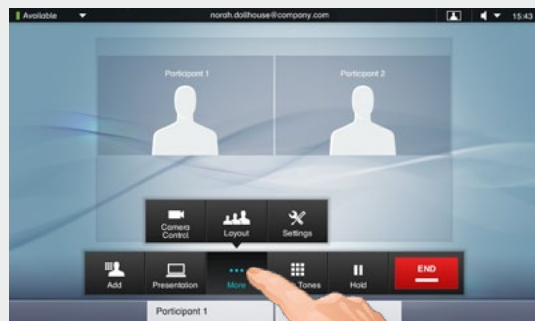 Available
norah.dollhouse@company.com
15:43
Participant 1
Participant 2
Camera
Control
Layout
Settings
Add
Presentation
More
Tones
Hold
END
Participant 1